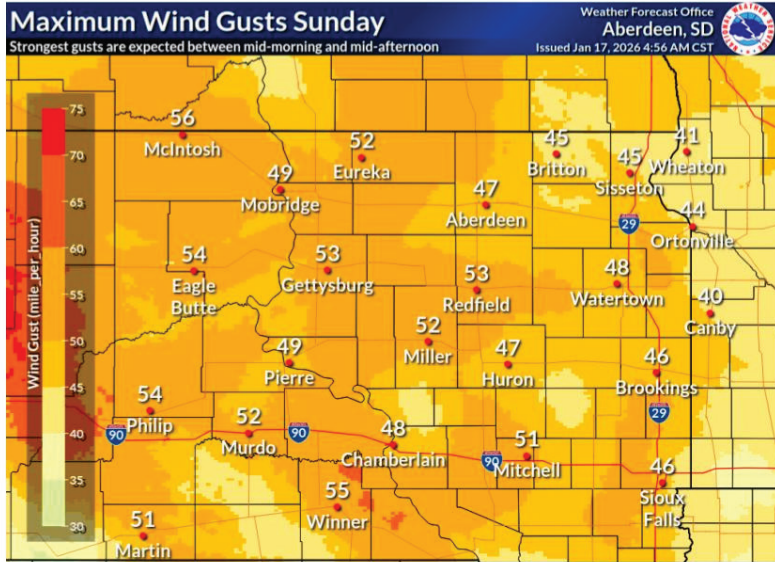 Maximum Wind Gusts Sunday
Strongest gusts are expected between mid-morning and mid-afternoon
Weather Forecast Office
Aberdeen, SD
Issued Jan 17, 2026 4:56 AM CST
NATIONAL WEATHER SERVICE
Wind Gust (mile_per_hour)
75
70
65
60
55
50
45
40
35
30
56
McIntosh
52
Eureka
45
Britton
45
Sisseton
41
Wheaton
49
Mobridge
47
Aberdeen
29
44
Ortonville
54
Eagle
Butte
53
Gettysburg
53
Redfield
48
Watertown
40
Canby
49
Pierre
52
Miller
47
Huron
46
Brookings
54
Philip
90
52
Murdo
90
48
Chamberlain
90
51
Mitchell
29
46
Sioux
Falls
55
Winner
51
Martin